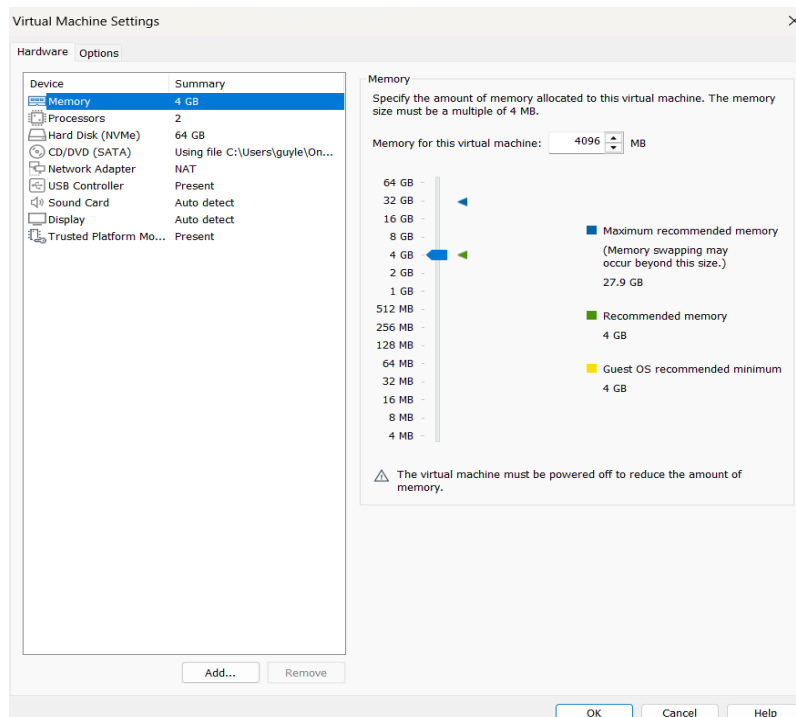 Virtual Machine Settings
Hardware Options
Device Summary
Memory 4 GB
Processors 2
Hard Disk (NVMe) 64 GB
CD/DVD (SATA) Using file C:\Users\guyle\On...
Network Adapter NAT
USB Controller Present
Sound Card Auto detect
Display Auto detect
Trusted Platform Mo... Present
Add... Remove
Memory
Specify the amount of memory allocated to this virtual machine. The memory
size must be a multiple of 4 MB.
Memory for this virtual machine: 4096 MB
64 GB
32 GB
16 GB
8 GB
4 GB
2 GB
1 GB
512 MB
256 MB
128 MB
64 MB
32 MB
16 MB
8 MB
4 MB
Maximum recommended memory
(Memory swapping may
occur beyond this size.)
27.9 GB
Recommended memory
4 GB
Guest OS recommended minimum
4 GB
The virtual machine must be powered off to reduce the amount of
memory.
OK Cancel Help